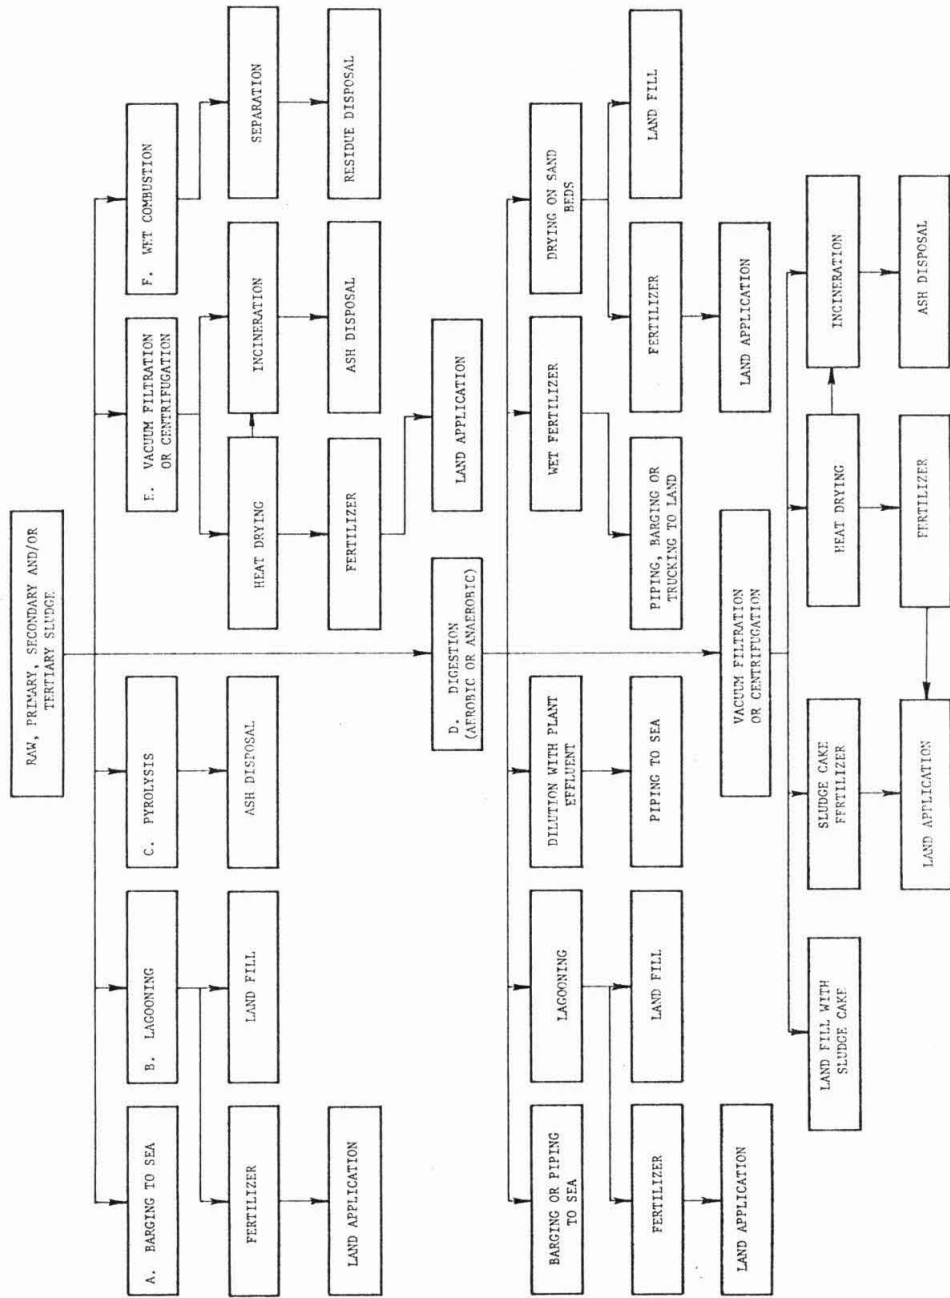 RAW, PRIMARY, SECONDARY AND/OR
TERTIARY SLUDGE
A. BARGING TO SEA
B. LAGOONING
C. PYROLYSIS
E. VACUUM FILTRATION
OR CENTRIFUGATION
F. WET COMBUSTION
FERTILIZER
LAND FILL
ASH DISPOSAL
HEAT DRYING
INCINERATION
SEPARATION
LAND APPLICATION
FERTILIZER
ASH DISPOSAL
RESIDUE DISPOSAL
D. DIGESTION
(AEROBIC OR ANAEROBIC)
LAND APPLICATION
BARGING OR PIPING
TO SEA
LAGOONING
DILUTION WITH PLANT
EFFLUENT
WET FERTILIZER
DRYING ON SAND
BEDS
FERTILIZER
LAND FILL
PIPING TO SEA
PIPING, BARGING OR
TRUCKING TO LAND
FERTILIZER
LAND FILL
LAND APPLICATION
VACUUM FILTRATION
OR CENTRIFUGATION
LAND APPLICATION
LAND FILL WITH
SLUDGE CAKE
SLUDGE CAKE
FERTILIZER
HEAT DRYING
INCINERATION
LAND APPLICATION
FERTILIZER
ASH DISPOSAL